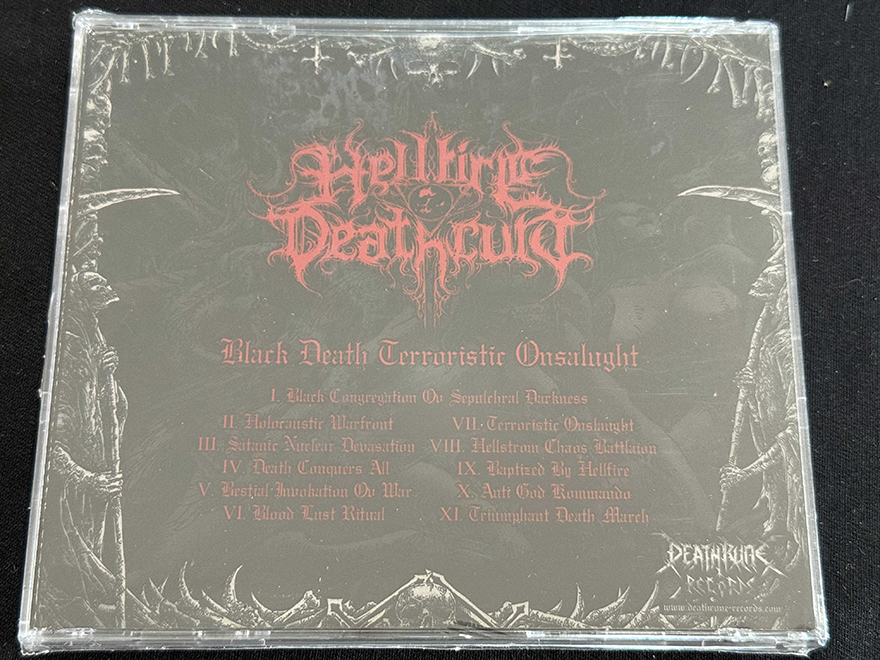 Hellfire
Deathcult
Black Death Terroristic Onsalught
I. Black Congregation Ov Sepulchral Darkness
II. Holocaustic Warfront
III. Satanic Nuclear Devasation
IV. Death Conquers All
V. Bestial Invokation Ov War
VI. Blood Lust Ritual
VII. Terroristic Onslaught
VIII. Hellstrom Chaos Battlaion
IX. Baptized By Hellfire
X. Anti God Kommando
XI. Triumphant Death March
Deathrune
Records
www.deathrune-records.com